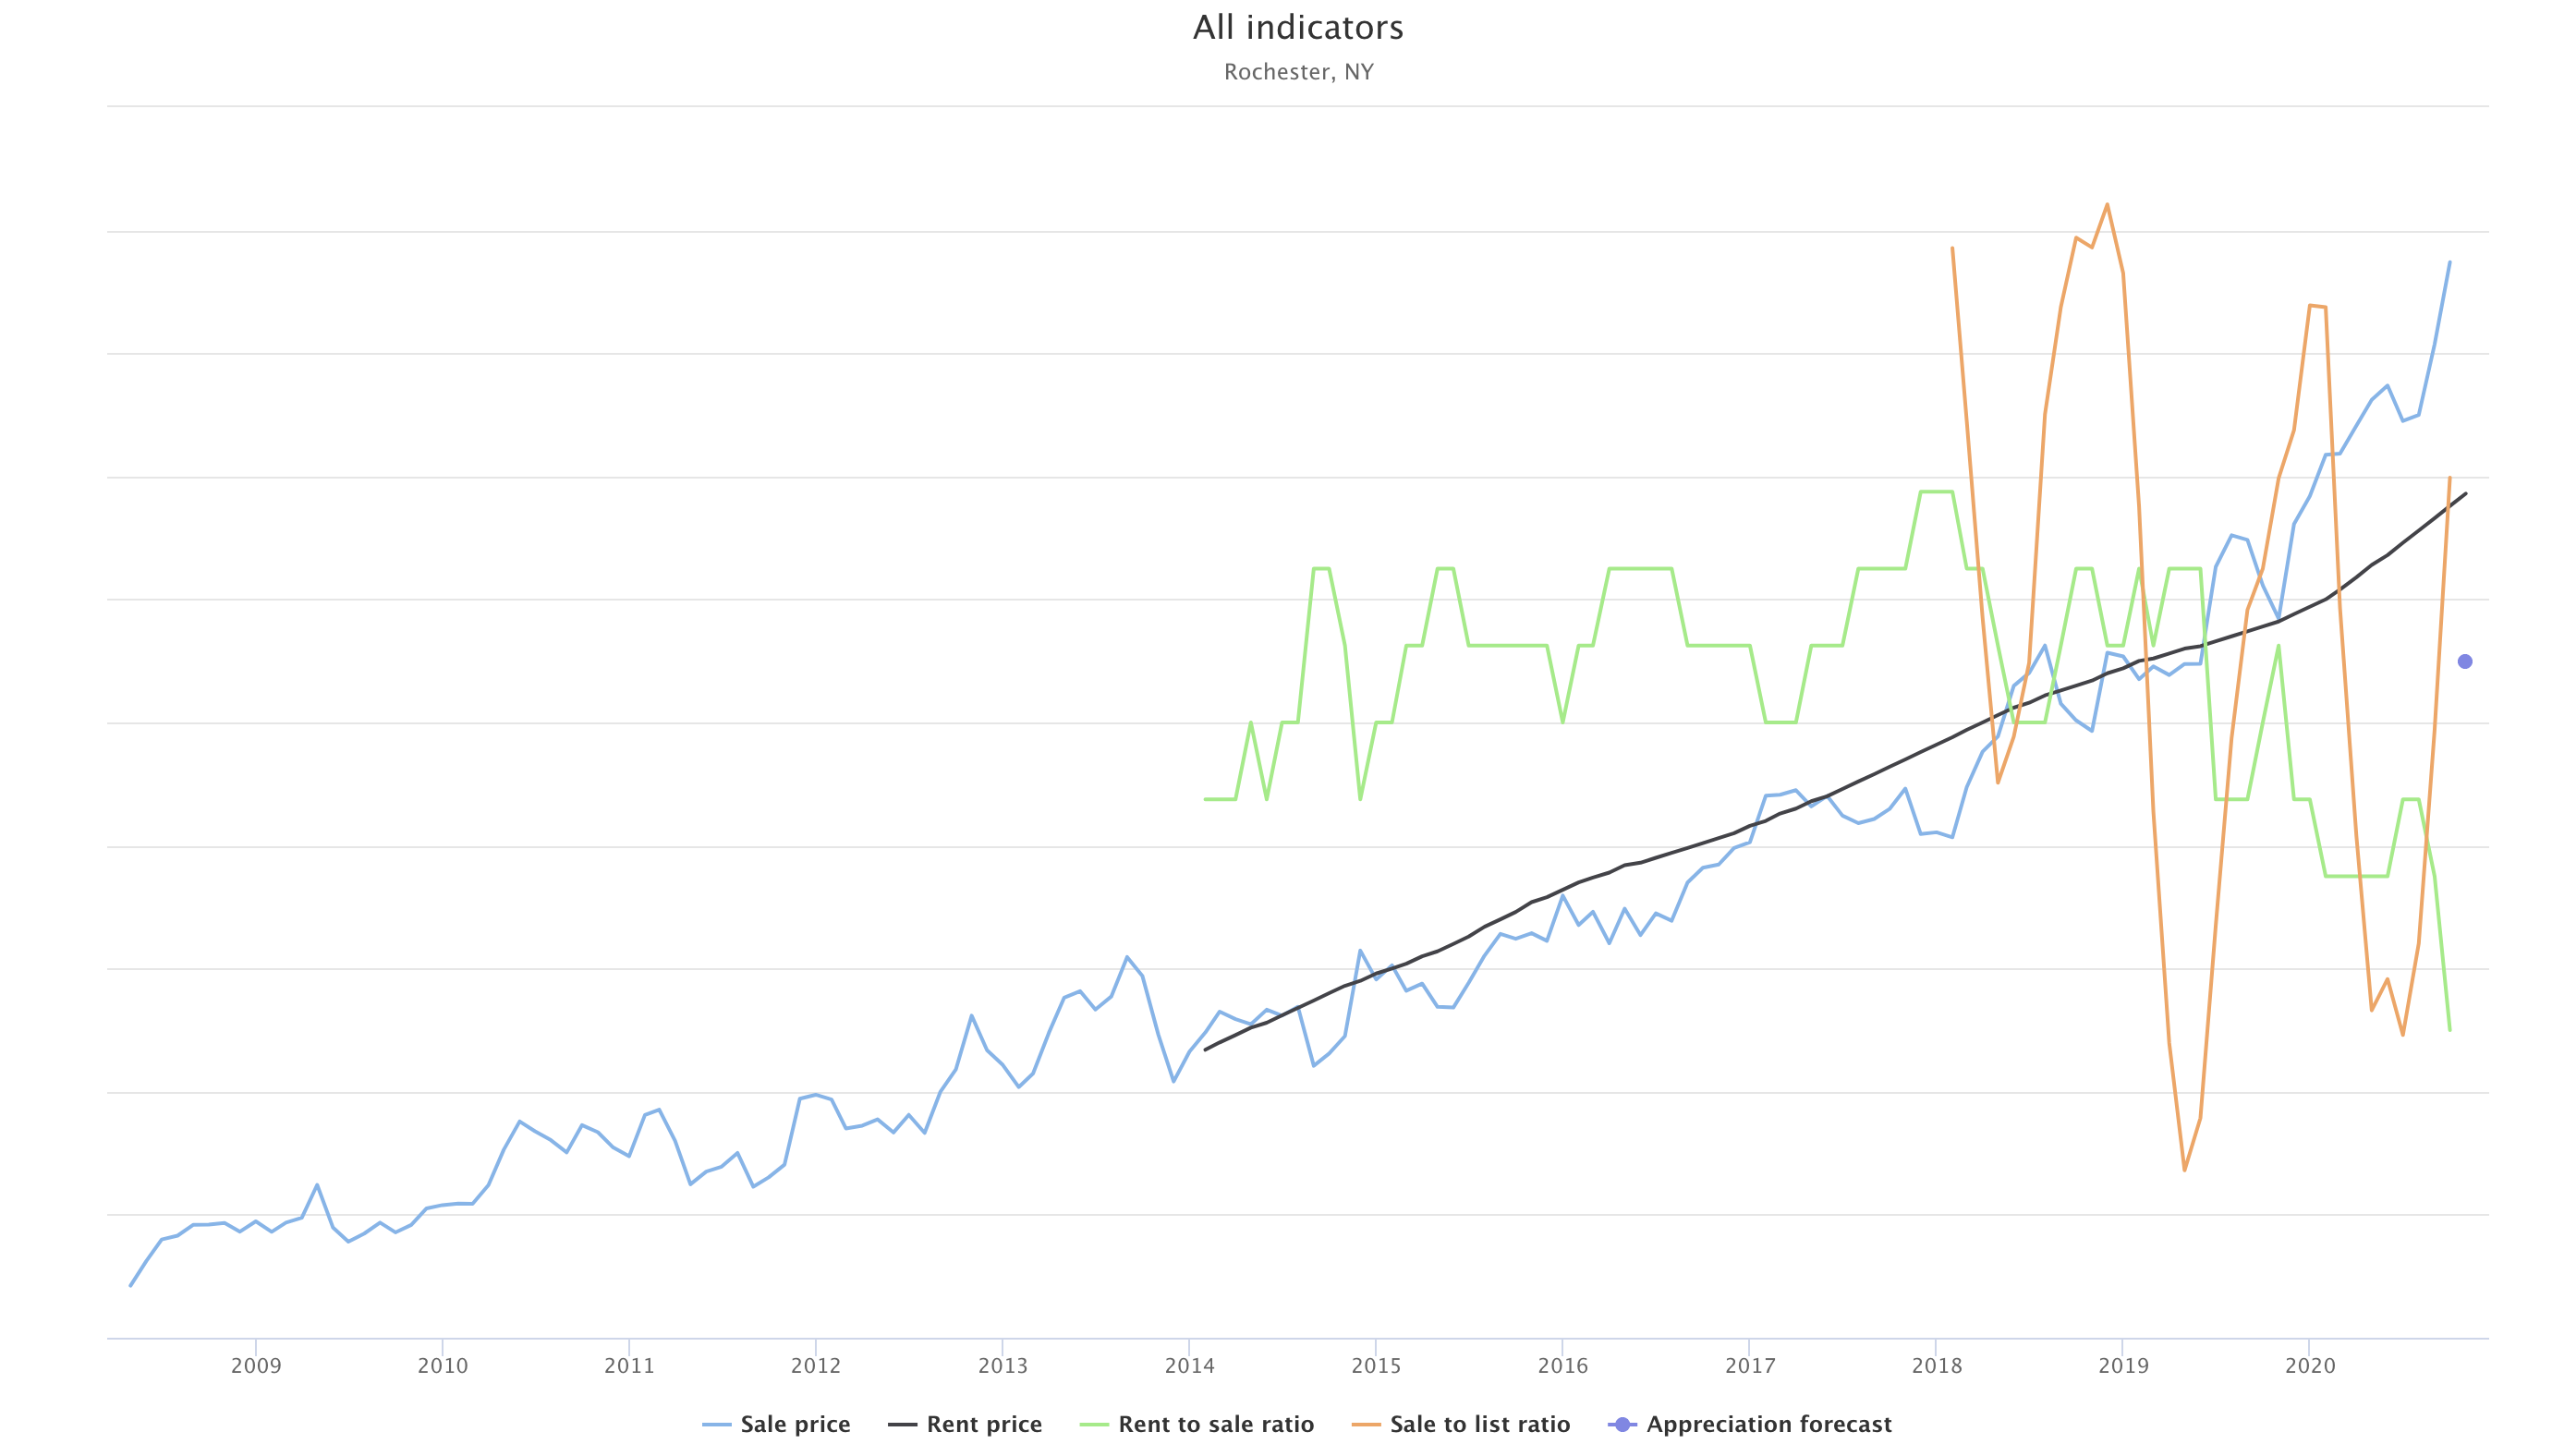 All indicators
Rochester, NY
2009 2010 2011 2012 2013 2014 2015 2016 2017 2018 2019 2020
Sale price Rent price Rent to sale ratio Sale to list ratio Appreciation forecast